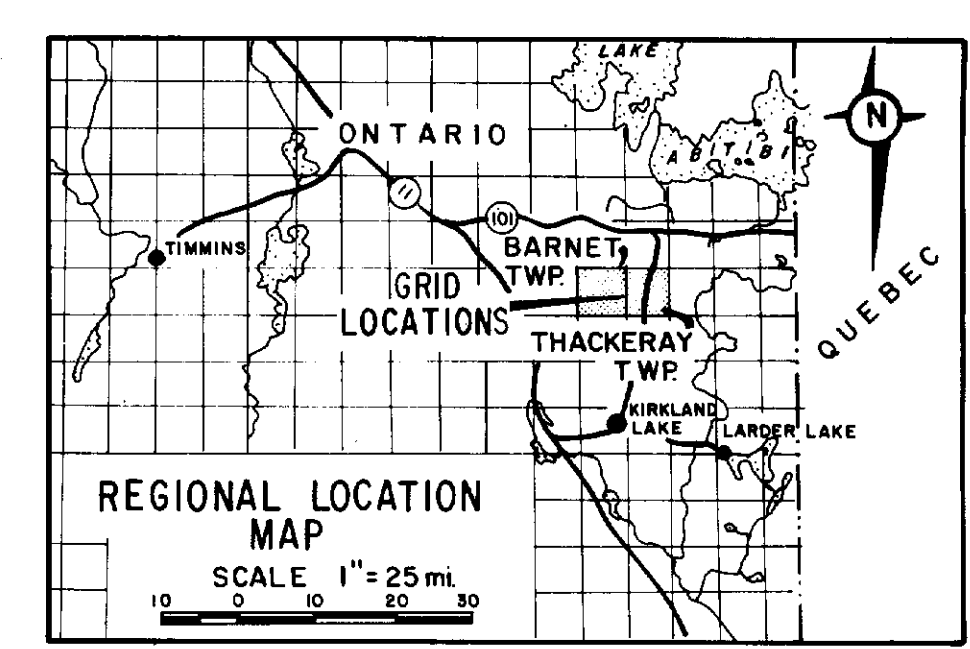 LAKE
ABITIBI
N
ONTARIO
11
101
TIMMINS
BARNET
TWP.
GRID
LOCATIONS
QUEBEC
THACKERAY
TWP.
KIRKLAND
LAKE
LARDER LAKE
REGIONAL LOCATION
MAP
SCALE 1"=25 mi.
10 0 10 20 30